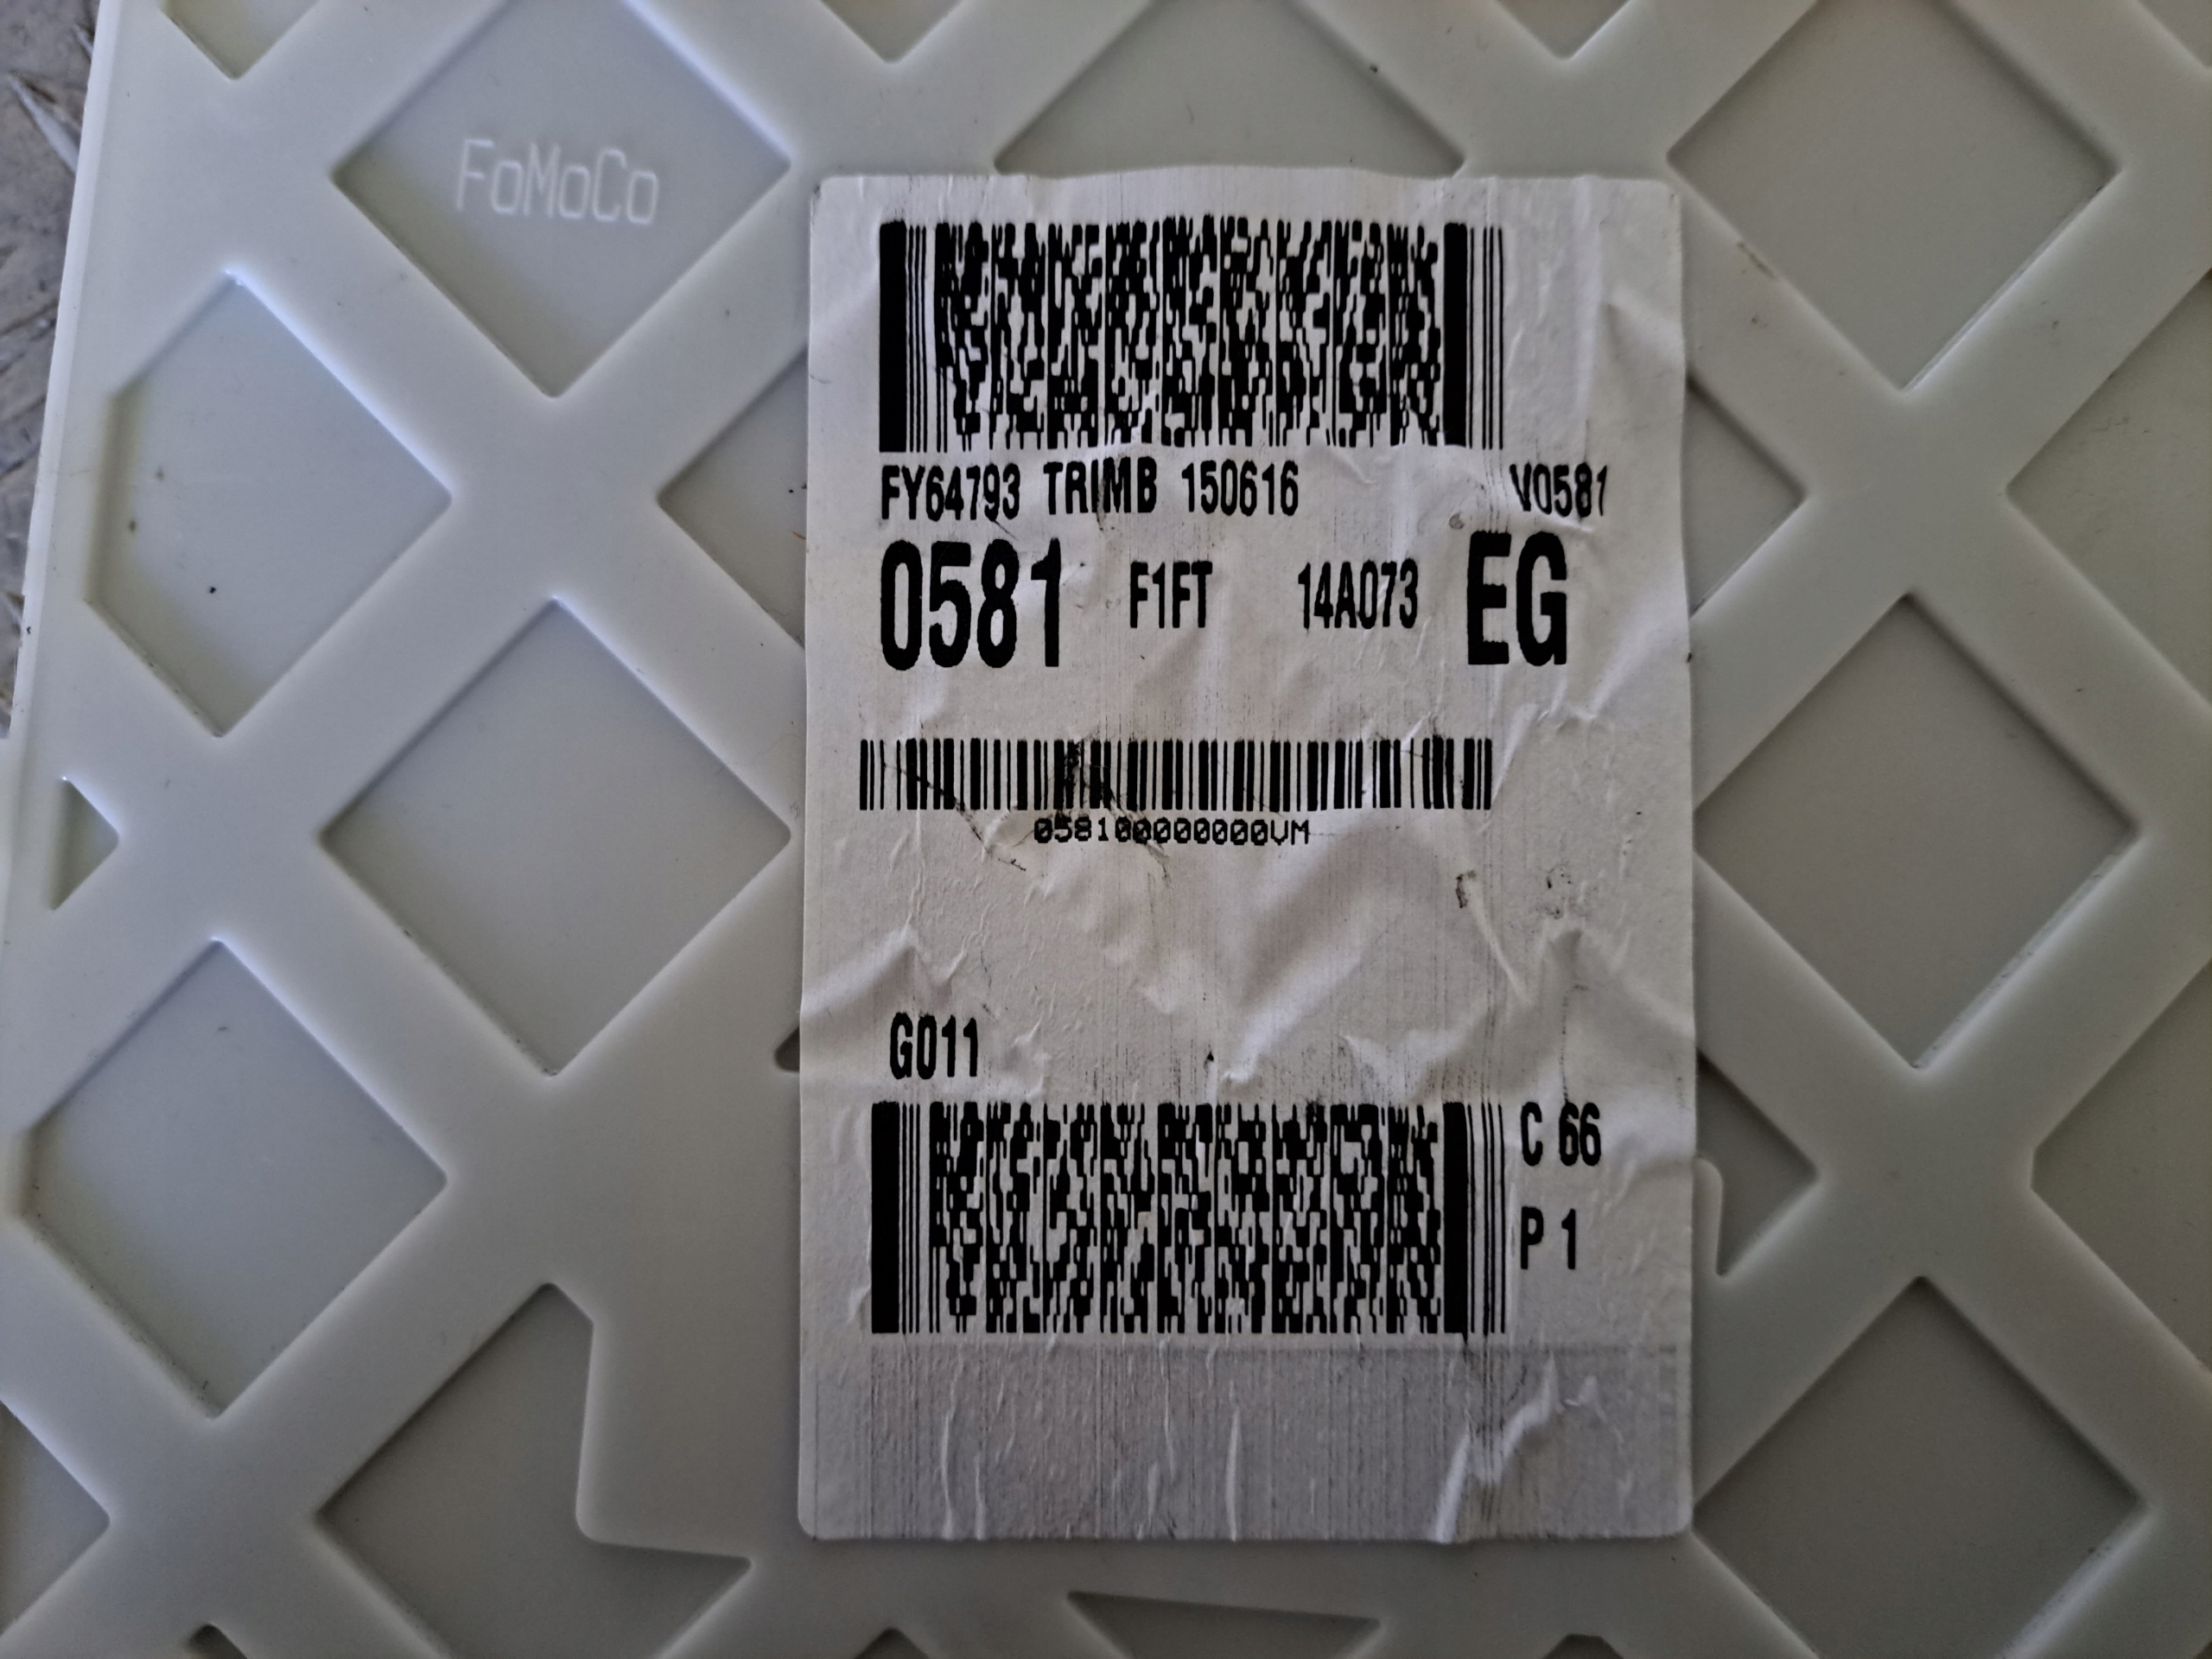 FoMoCo
FY64793 TRIMB 150616 V0581
0581 F1FT 14A073 EG
058100000000VM
G011
C 66
P 1